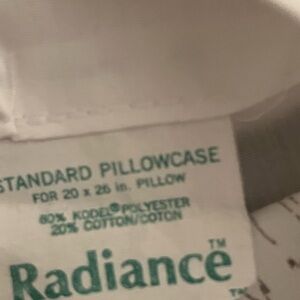 STANDARD PILLOWCASE
FOR 20 x 26 in. PILLOW
80% KODEL® POLYESTER
20% COTTON/COTON
Radiance™